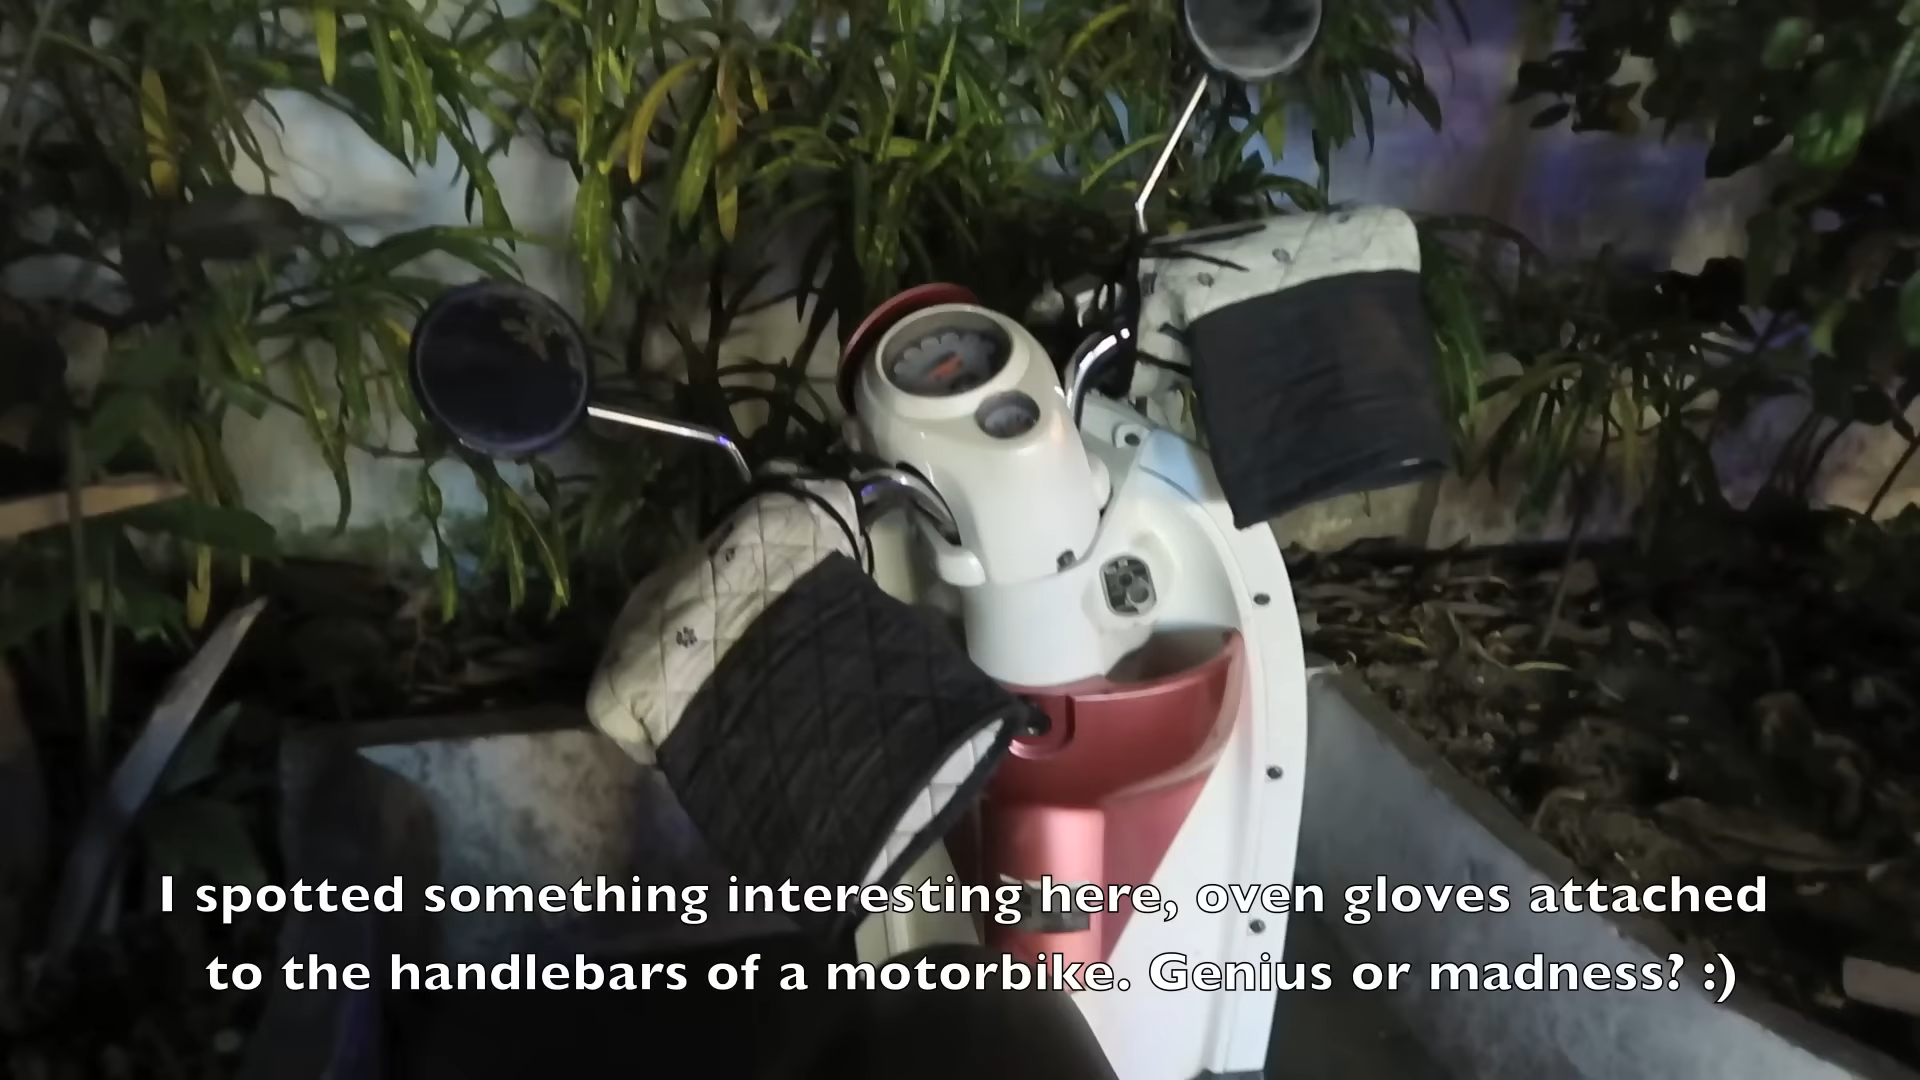 I spotted something interesting here, oven gloves attached
to the handlebars of a motorbike. Genius or madness? :)